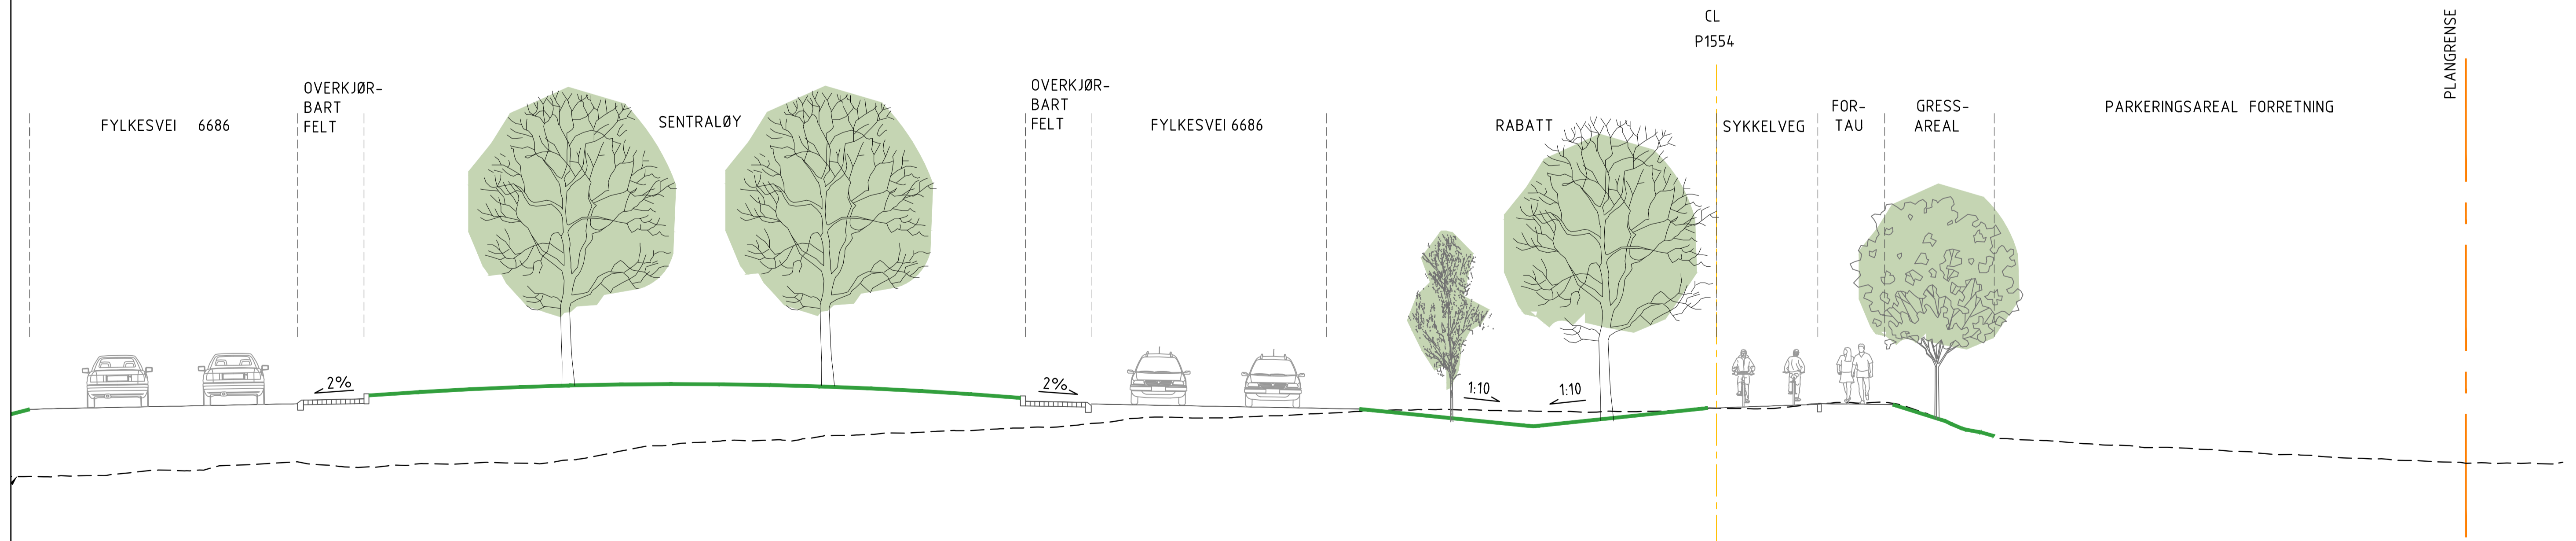 CL
P1554
PLANGRENSE
OVERKJØR-
BART
FELT
FYLKESVEI 6686
SENTRALØY
OVERKJØR-
BART
FELT
FYLKESVEI 6686
RABATT
SYKKELVEG
FOR-
TAU
GRESS-
AREAL
PARKERINGSAREAL FORRETNING
2%
2%
1:10
1:10